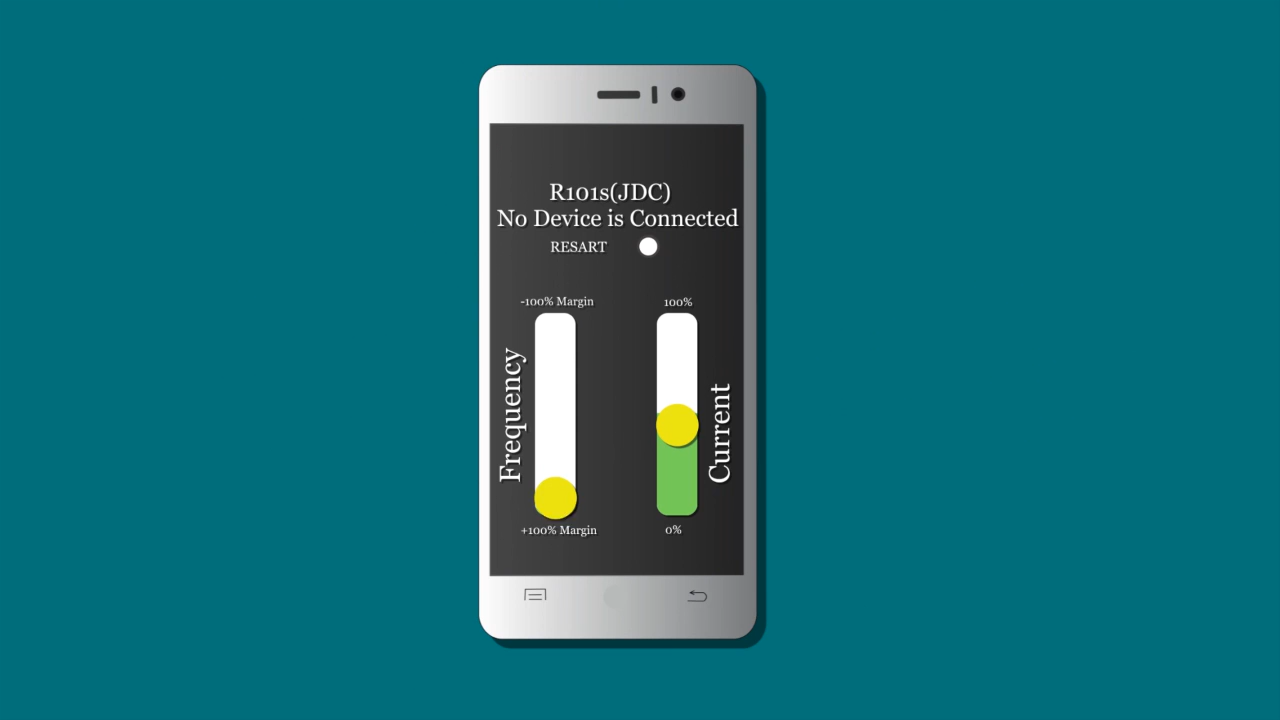 R101s(JDC)
No Device is Connected
RESART
-100% Margin
100%
Frequency
Current
+100% Margin
0%